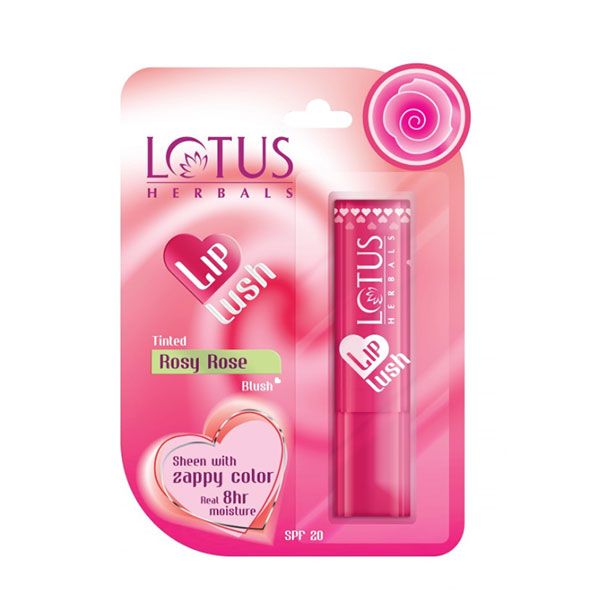 LOTUS
HERBALS
LIP
lush
Tinted
Rosy Rose
Blush
Sheen with
zappy color
Real 8hr
moisture
SPF 20
LOTUS
HERBALS
LIP
lush